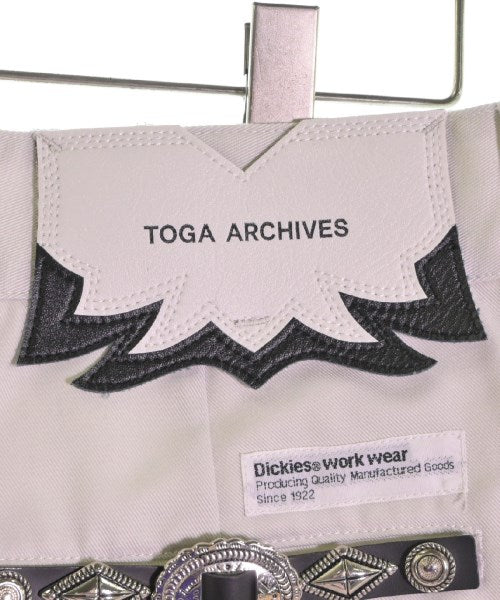 TOGA ARCHIVES
Dickies® work wear
Producing Quality Manufactured Goods
Since 1922